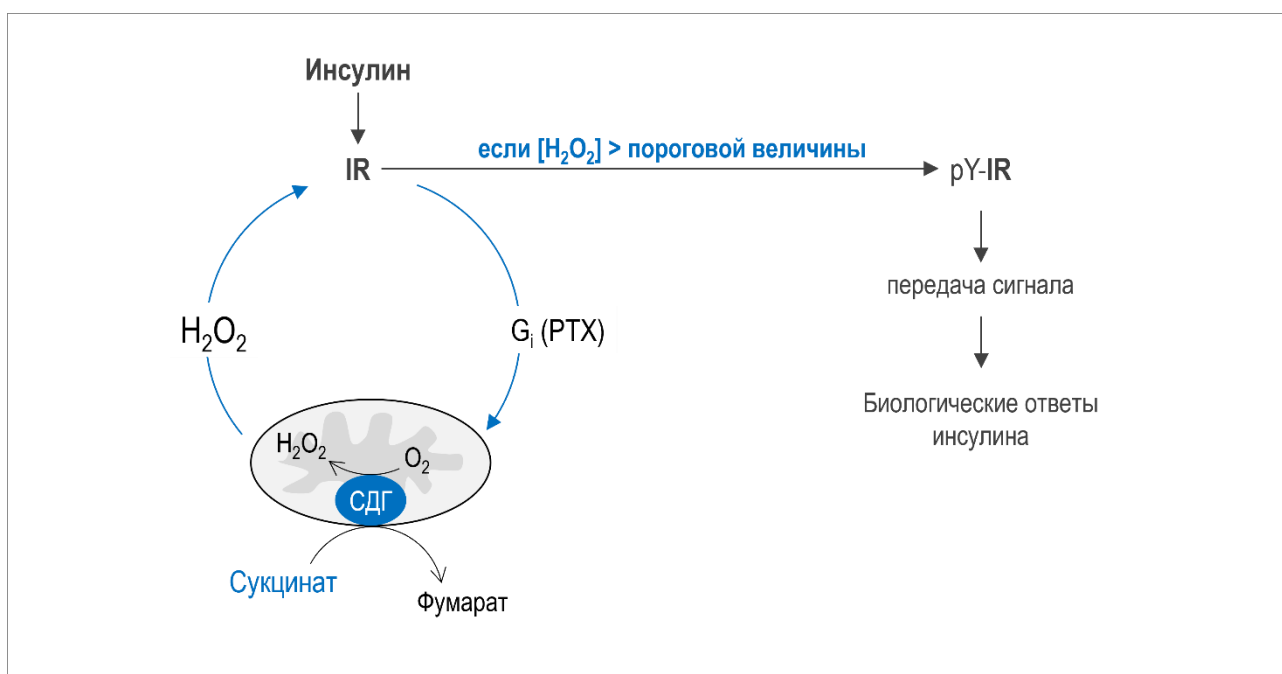 Инсулин
IR
если [H₂O₂] > пороговой величины
pY-IR
передача сигнала
H₂O₂
Gᵢ (PTX)
Биологические ответы
инсулина
H₂O₂
O₂
СДГ
Сукцинат
Фумарат